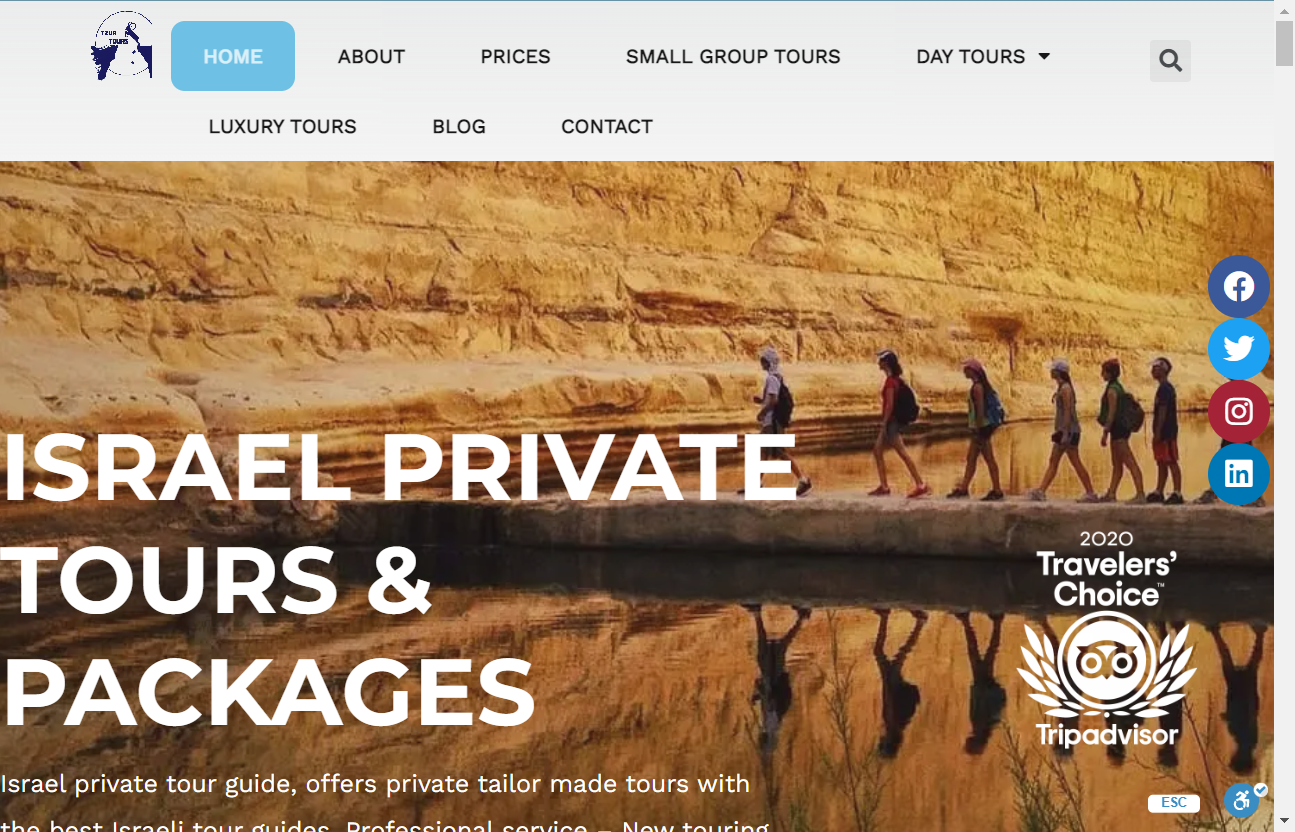 TZUR
TOURS
HOME
ABOUT
PRICES
SMALL GROUP TOURS
DAY TOURS
LUXURY TOURS
BLOG
CONTACT
ISRAEL PRIVATE
TOURS &
PACKAGES
2020
Travelers’
Choice™
Tripadvisor
Israel private tour guide, offers private tailor made tours with
the best Israeli tour guides. Professional service – New touring
ESC